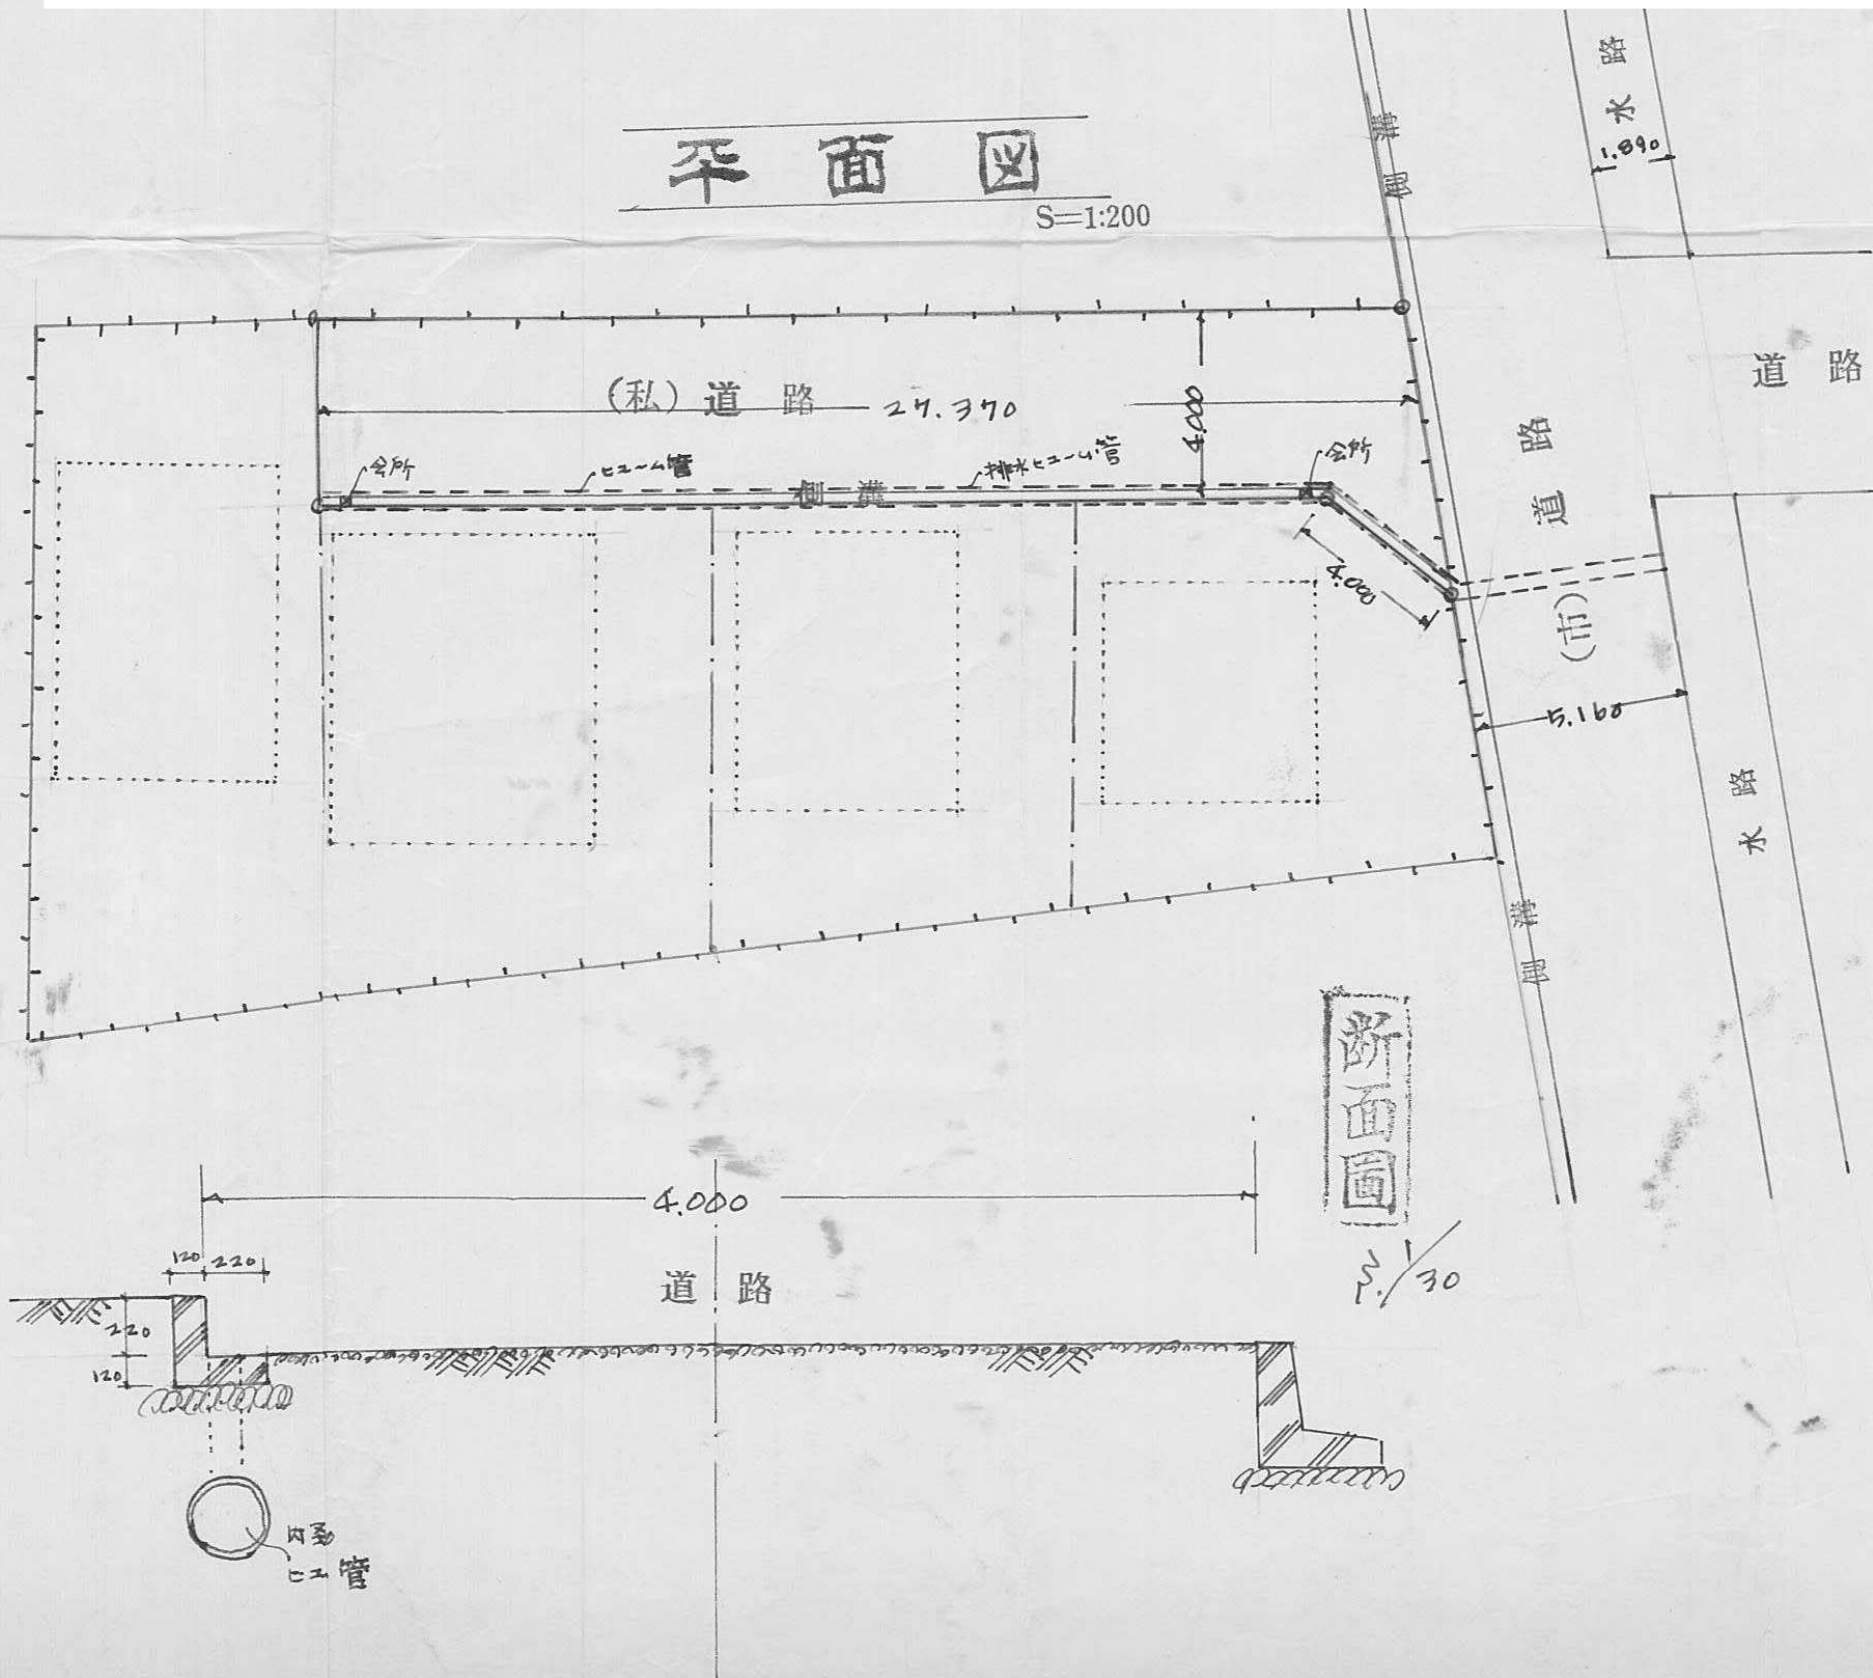 平面図
S=1:200
水路
1.890
側溝
道路
(私)道路
27.370
4.000
会所
ヒューム管
排水ヒューム管
会所
側溝
4.000
(市)道路
5.160
水路
側溝
断面圖
S.1/30
4.000
道路
120
220
220
120
ヒュ管